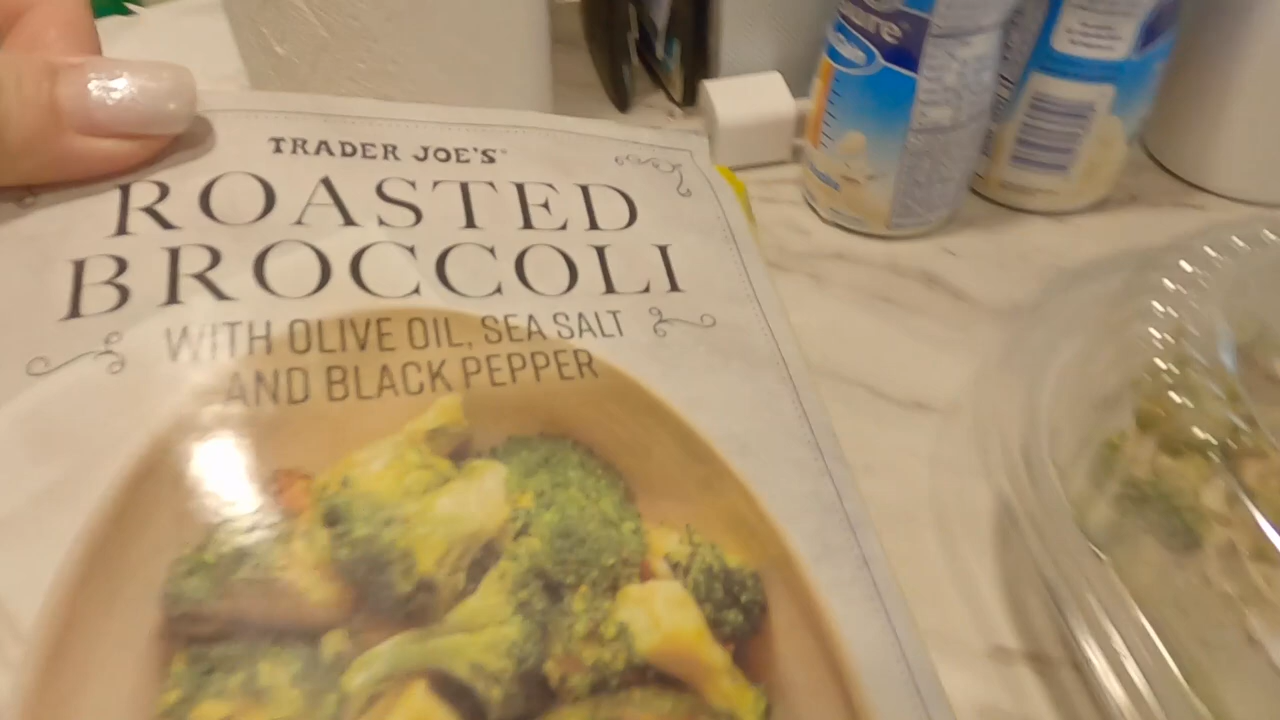 TRADER JOE'S
ROASTED
BROCCOLI
WITH OLIVE OIL, SEA SALT
AND BLACK PEPPER